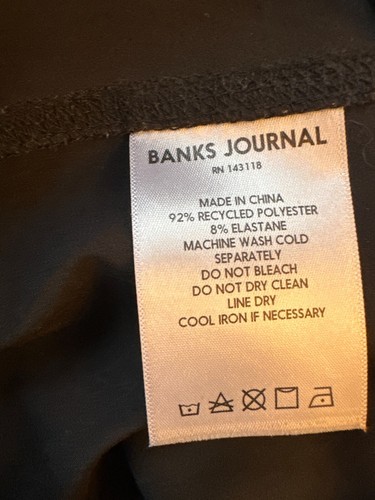 BANKS JOURNAL
RN 143118
MADE IN CHINA
92% RECYCLED POLYESTER
8% ELASTANE
MACHINE WASH COLD
SEPARATELY
DO NOT BLEACH
DO NOT DRY CLEAN
LINE DRY
COOL IRON IF NECESSARY